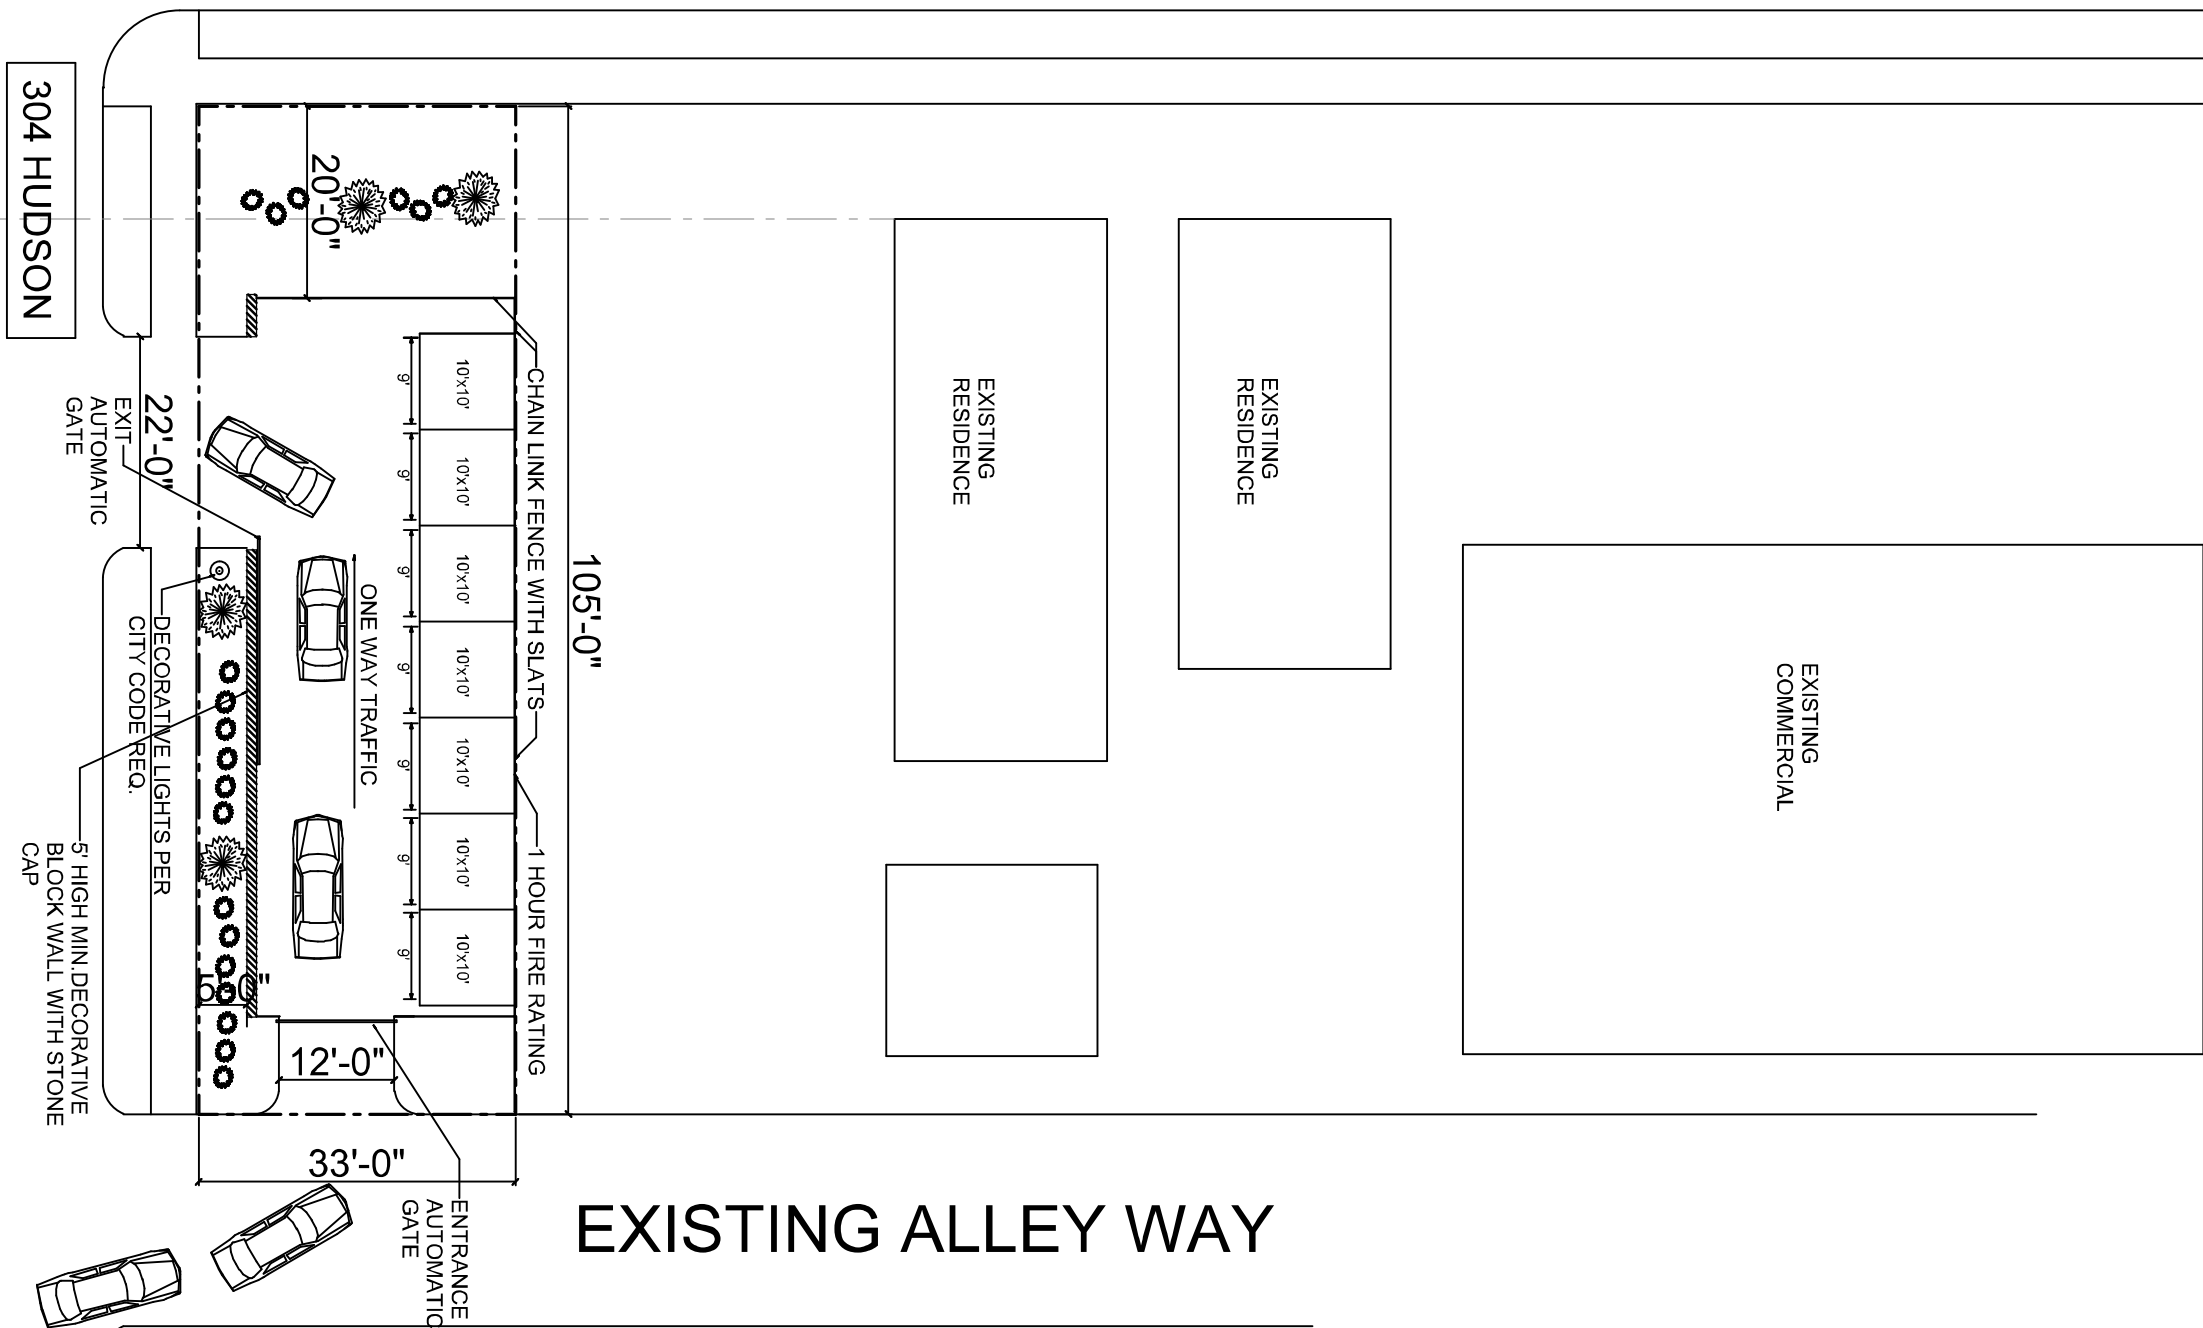 304 HUDSON
20'-0"
22'-0"
EXIT
AUTOMATIC
GATE
CHAIN LINK FENCE WITH SLATS
10'x10'
10'x10'
10'x10'
10'x10'
10'x10'
10'x10'
10'x10'
9'
9'
9'
9'
9'
9'
9'
ONE WAY TRAFFIC
105'-0"
1 HOUR FIRE RATING
DECORATIVE LIGHTS PER
CITY CODE REQ.
5' HIGH MIN.DECORATIVE
BLOCK WALL WITH STONE
CAP
5'-0"
12'-0"
33'-0"
ENTRANCE
AUTOMATIC
GATE
EXISTING
RESIDENCE
EXISTING
RESIDENCE
EXISTING
COMMERCIAL
EXISTING ALLEY WAY